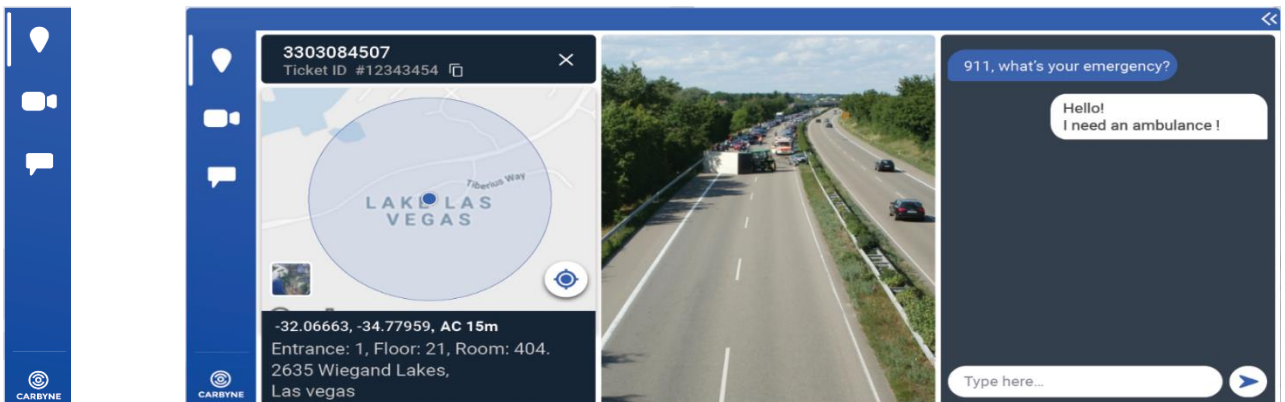 CARBYNE
CARBYNE
3303084507
Ticket ID #12343454
Tiberius Way
LAKE LAS
VEGAS
-32.06663, -34.77959, AC 15m
Entrance: 1, Floor: 21, Room: 404.
2635 Wiegand Lakes,
Las vegas
911, what's your emergency?
Hello!
I need an ambulance !
Type here...